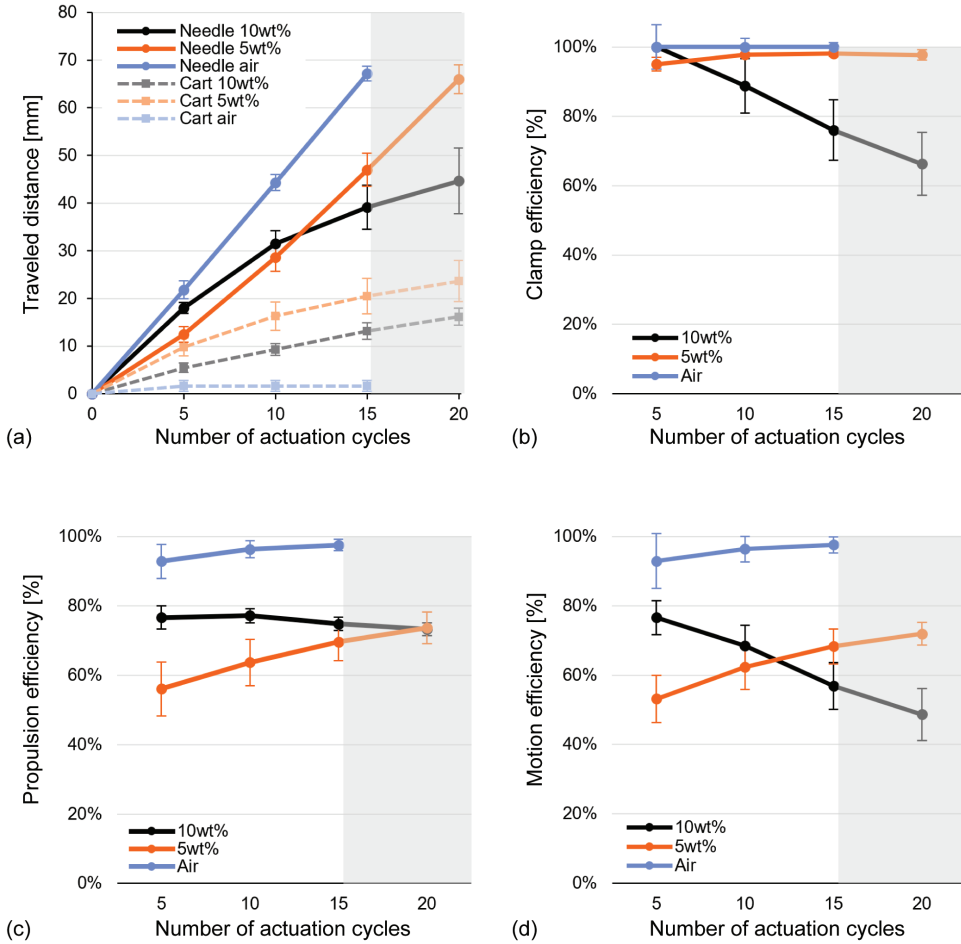 80
70
60
50
40
30
20
10
0
Traveled distance [mm]
Needle 10wt%
Needle 5wt%
Needle air
Cart 10wt%
Cart 5wt%
Cart air
0 5 10 15 20
Number of actuation cycles
(a)
100%
80%
60%
40%
20%
0%
Clamp efficiency [%]
10wt%
5wt%
Air
5 10 15 20
Number of actuation cycles
(b)
100%
80%
60%
40%
20%
0%
Propulsion efficiency [%]
10wt%
5wt%
Air
5 10 15 20
Number of actuation cycles
(c)
100%
80%
60%
40%
20%
0%
Motion efficiency [%]
10wt%
5wt%
Air
5 10 15 20
Number of actuation cycles
(d)